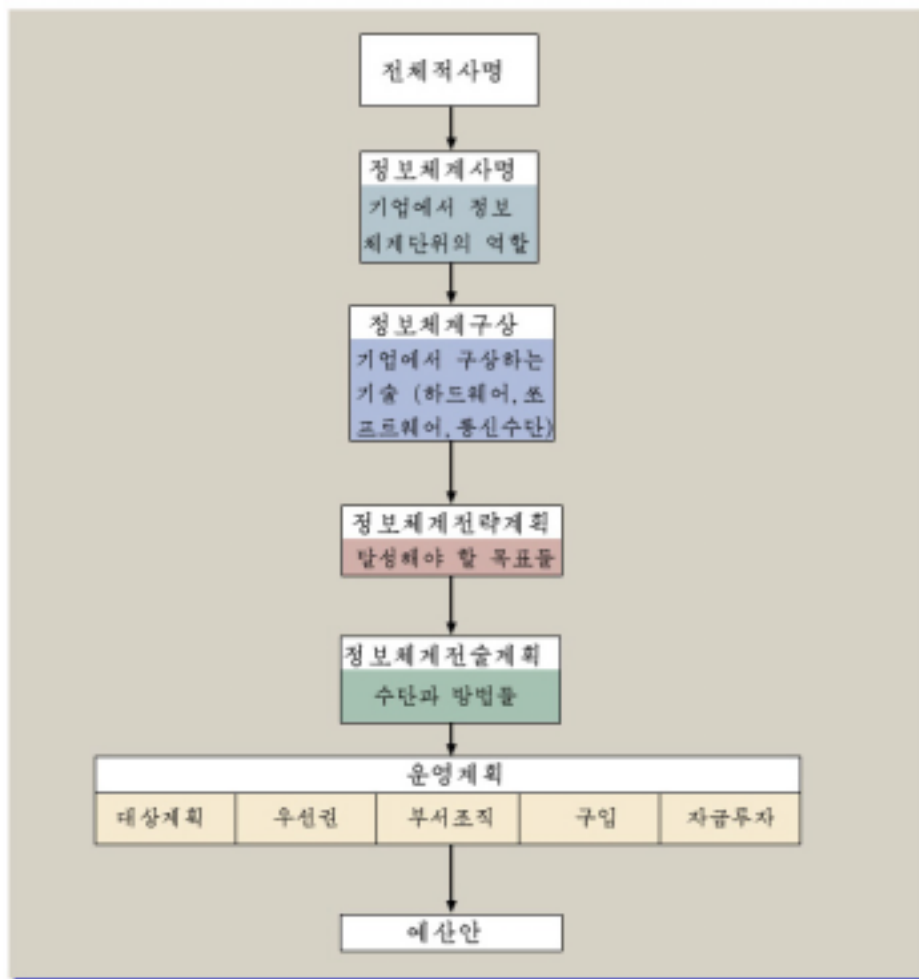 전체적사명
정보체계사명
기업에서 정보
체계단위의 역할
정보체계구상
기업에서 구상하는
기술 (하드웨어, 쏘
프트웨어, 통신수단)
정보체계전략계획
달성해야 할 목표들
정보체계전술계획
수단과 방법들
운영계획
대상계획 우선권 부서조직 구입 자금투자
예산안